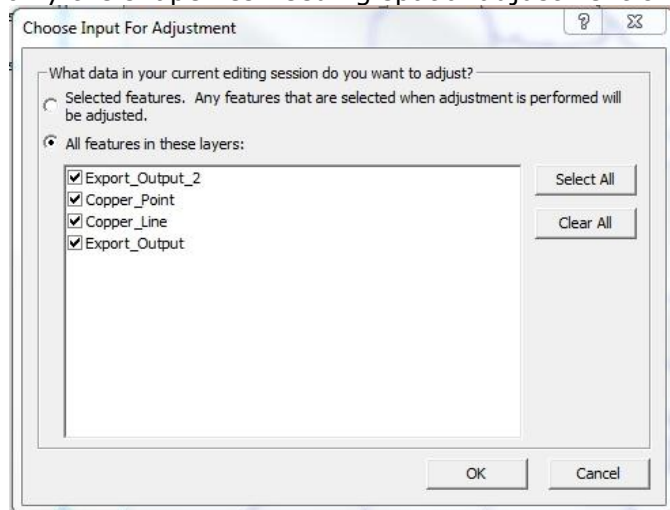 Choose Input For Adjustment
What data in your current editing session do you want to adjust?
Selected features. Any features that are selected when adjustment is performed will
be adjusted.
All features in these layers:
Export_Output_2
Copper_Point
Copper_Line
Export_Output
Select All
Clear All
OK
Cancel